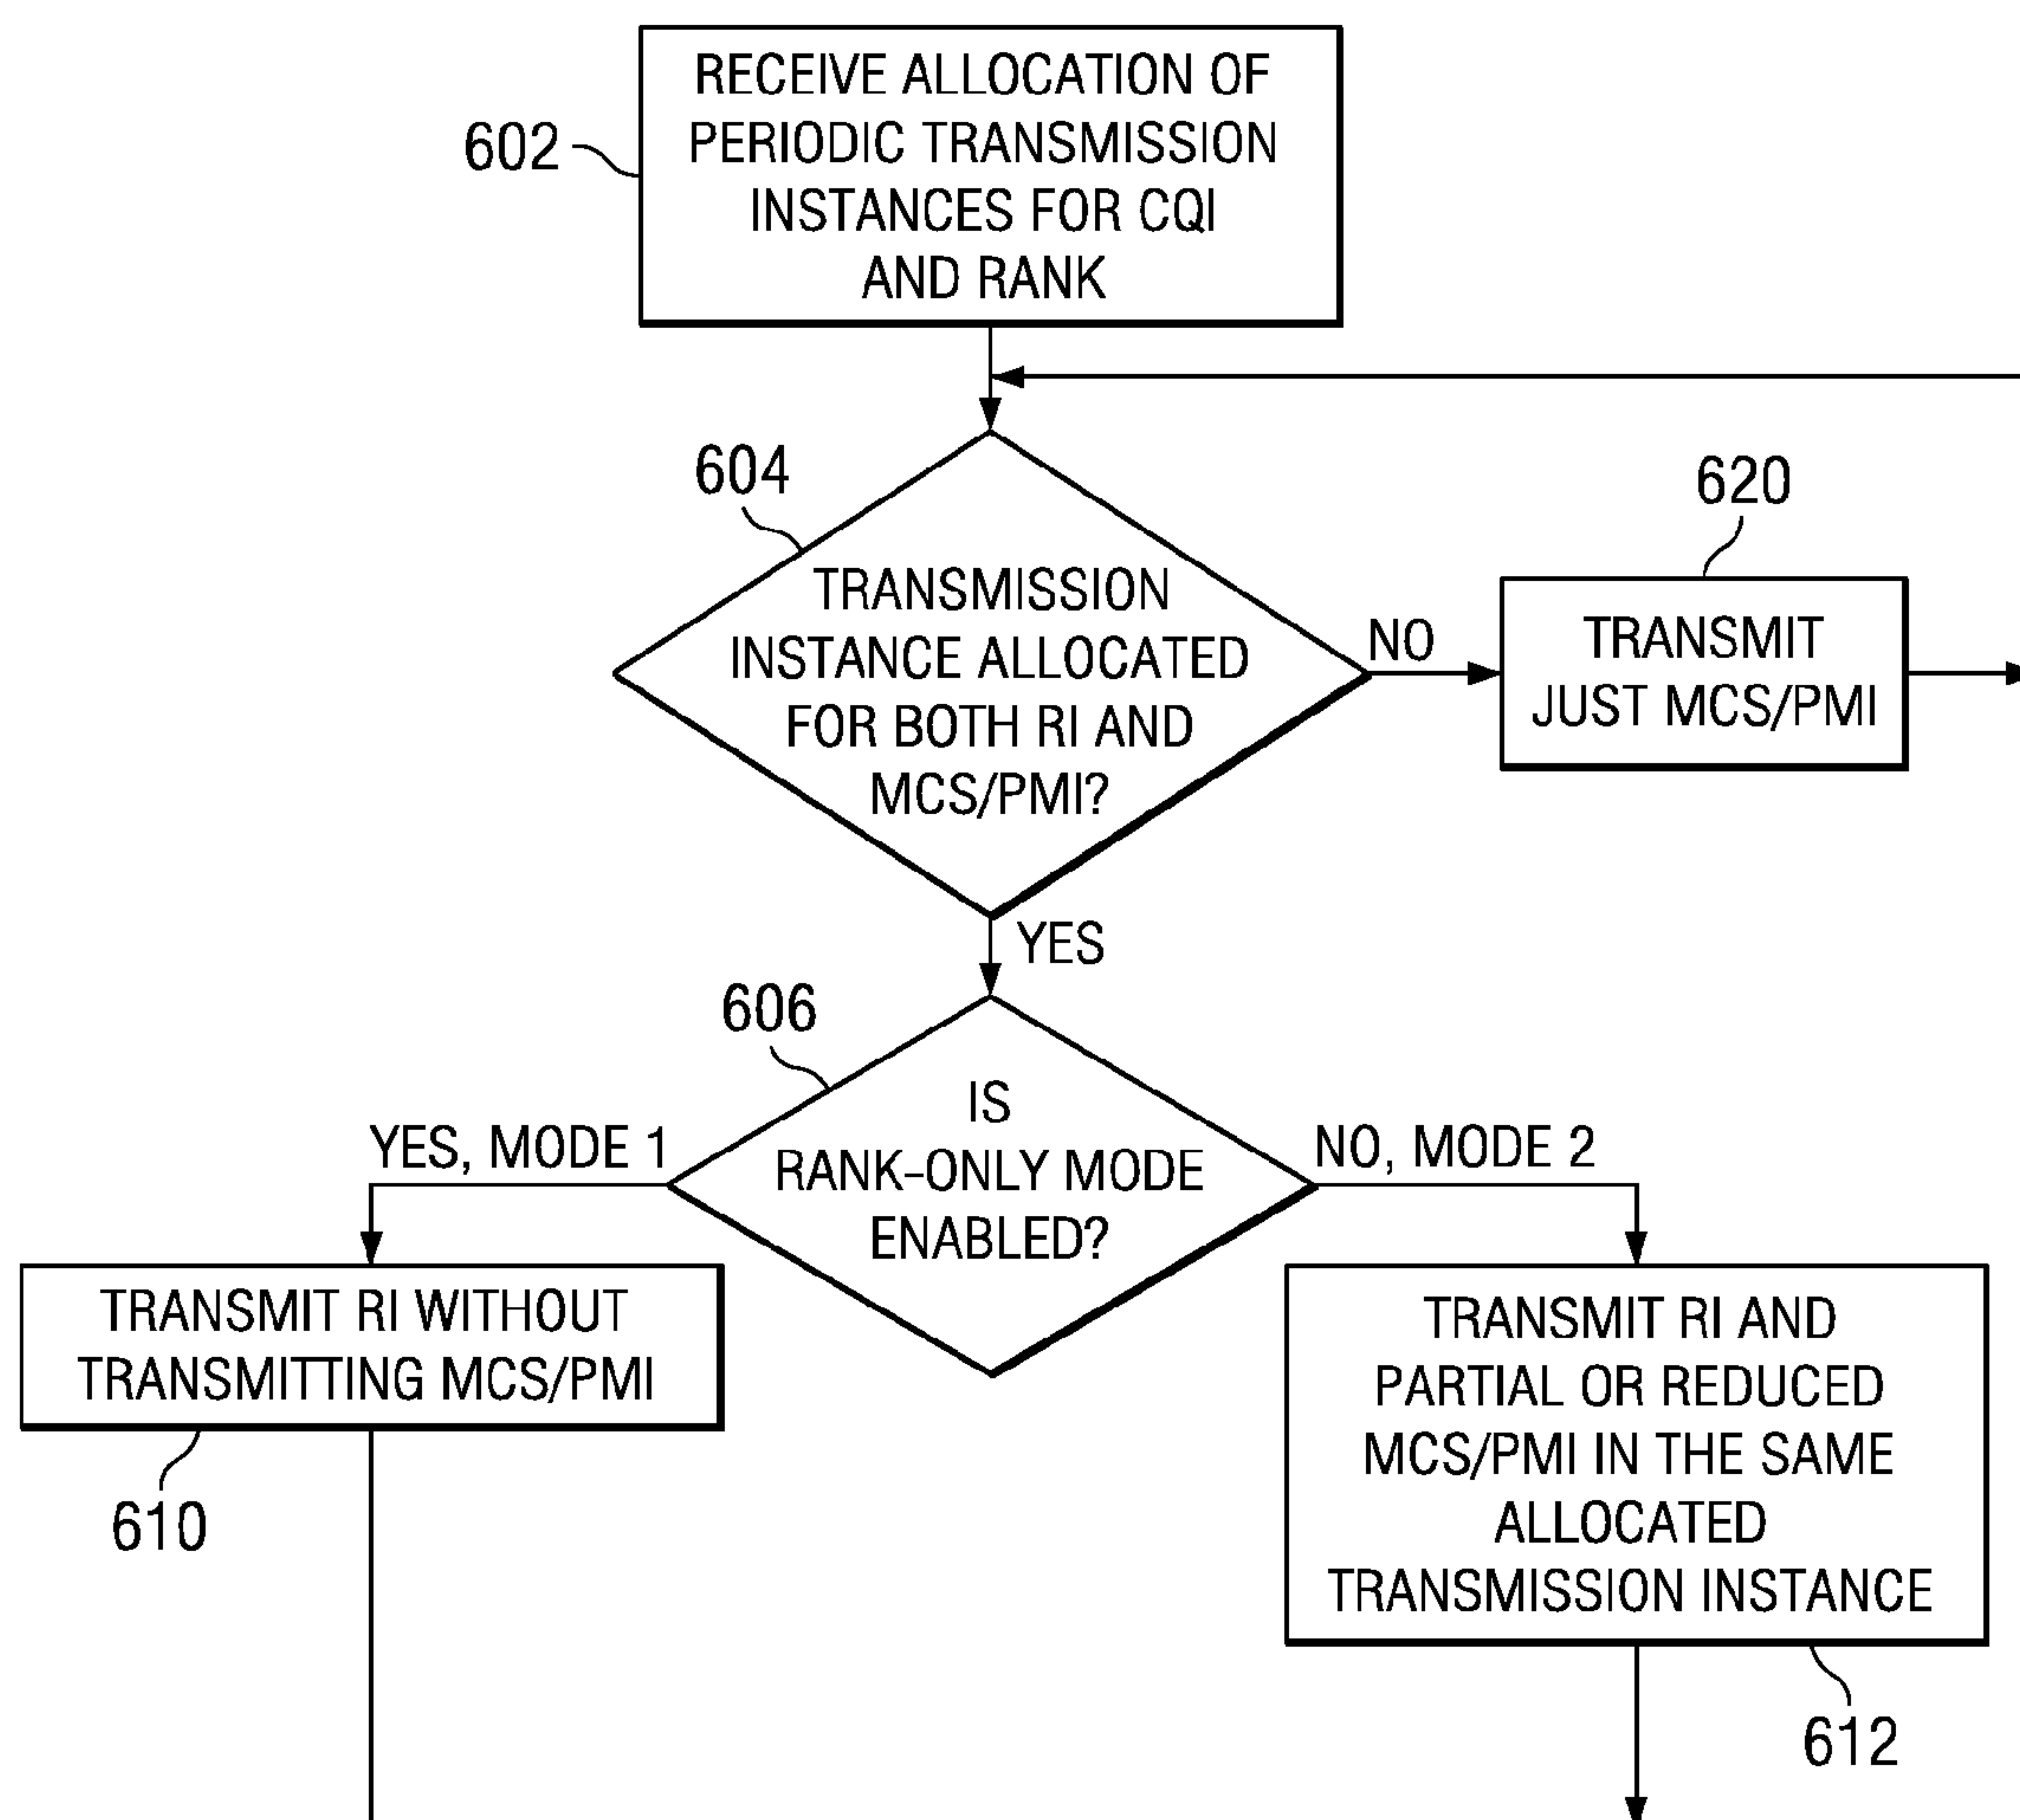 RECEIVE ALLOCATION OF
PERIODIC TRANSMISSION
INSTANCES FOR CQI
AND RANK
602
604
TRANSMISSION
INSTANCE ALLOCATED
FOR BOTH RI AND
MCS/PMI?
NO
620
TRANSMIT
JUST MCS/PMI
YES
606
IS
RANK-ONLY MODE
ENABLED?
YES, MODE 1
NO, MODE 2
TRANSMIT RI WITHOUT
TRANSMITTING MCS/PMI
610
TRANSMIT RI AND
PARTIAL OR REDUCED
MCS/PMI IN THE SAME
ALLOCATED
TRANSMISSION INSTANCE
612